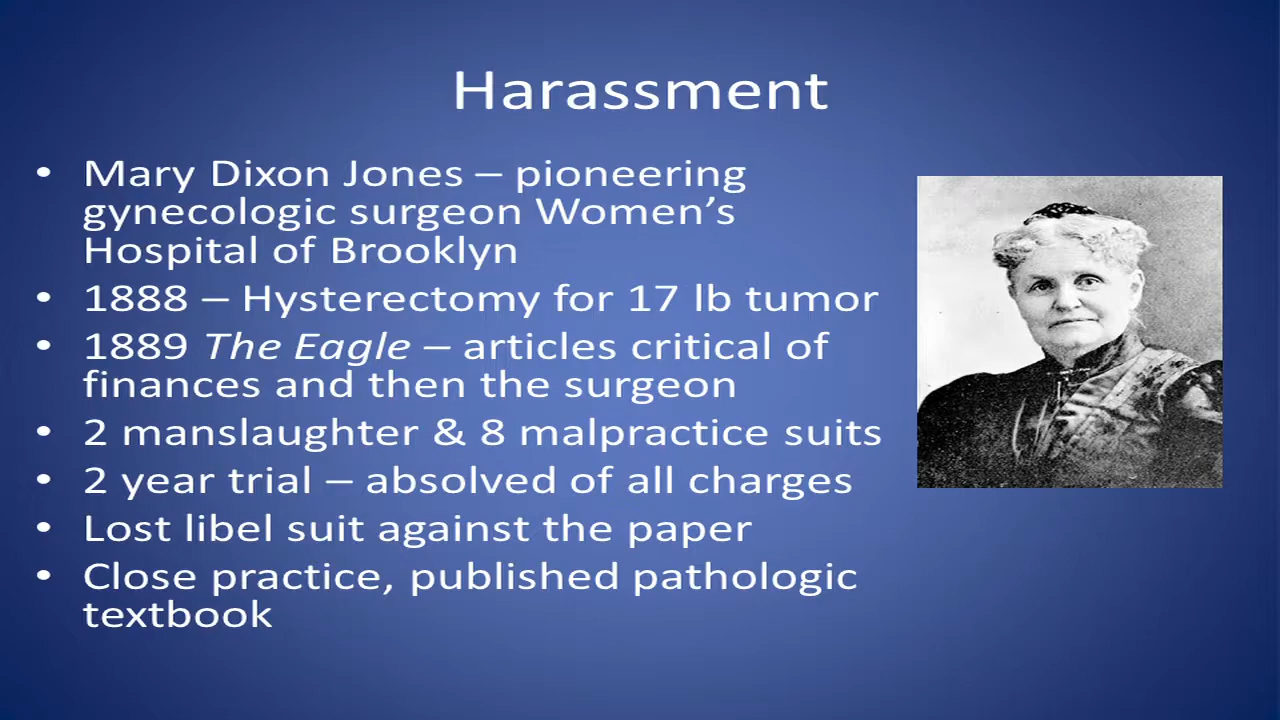 Harassment
• Mary Dixon Jones – pioneering
gynecologic surgeon Women’s
Hospital of Brooklyn
• 1888 – Hysterectomy for 17 lb tumor
• 1889 The Eagle – articles critical of
finances and then the surgeon
• 2 manslaughter & 8 malpractice suits
• 2 year trial – absolved of all charges
• Lost libel suit against the paper
• Close practice, published pathologic
textbook